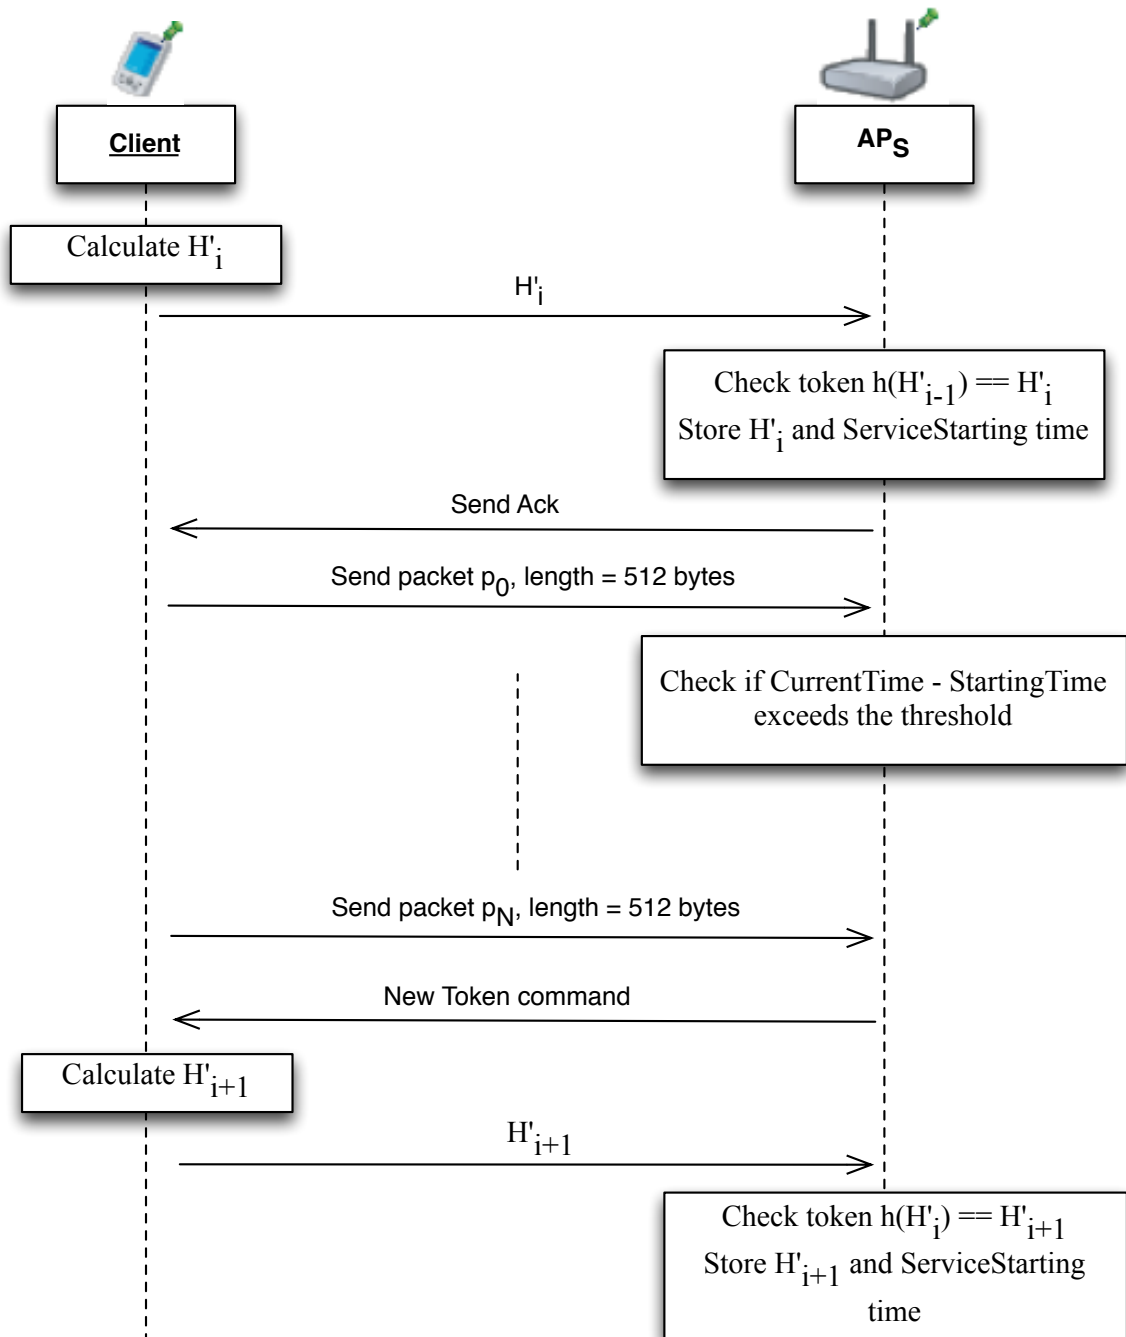 Client
APS
Calculate H'i
H'i
Check token h(H'i-1) == H'i
Store H'i and ServiceStarting time
Send Ack
Send packet p0, length = 512 bytes
Check if CurrentTime - StartingTime
exceeds the threshold
Send packet pN, length = 512 bytes
New Token command
Calculate H'i+1
H'i+1
Check token h(H'i) == H'i+1
Store H'i+1 and ServiceStarting
time